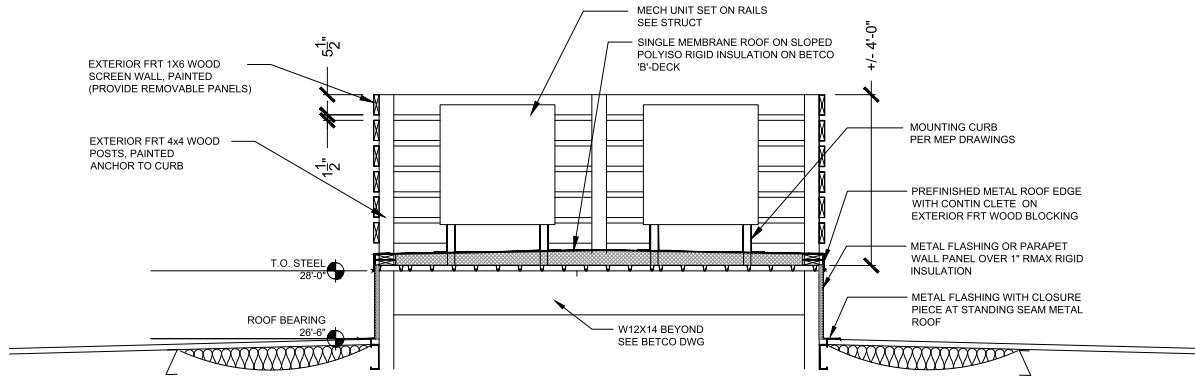 MECH UNIT SET ON RAILS
SEE STRUCT
SINGLE MEMBRANE ROOF ON SLOPED
POLYISO RIGID INSULATION ON BETCO
'B'-DECK
+/- 4'-0"
5 1/2"
EXTERIOR FRT 1X6 WOOD
SCREEN WALL, PAINTED
(PROVIDE REMOVABLE PANELS)
EXTERIOR FRT 4x4 WOOD
POSTS, PAINTED
ANCHOR TO CURB
1 1/2"
MOUNTING CURB
PER MEP DRAWINGS
PREFINISHED METAL ROOF EDGE
WITH CONTIN CLETE ON
EXTERIOR FRT WOOD BLOCKING
METAL FLASHING OR PARAPET
WALL PANEL OVER 1" RMAX RIGID
INSULATION
T.O. STEEL
28'-0"
METAL FLASHING WITH CLOSURE
PIECE AT STANDING SEAM METAL
ROOF
ROOF BEARING
26'-6"
W12X14 BEYOND
SEE BETCO DWG